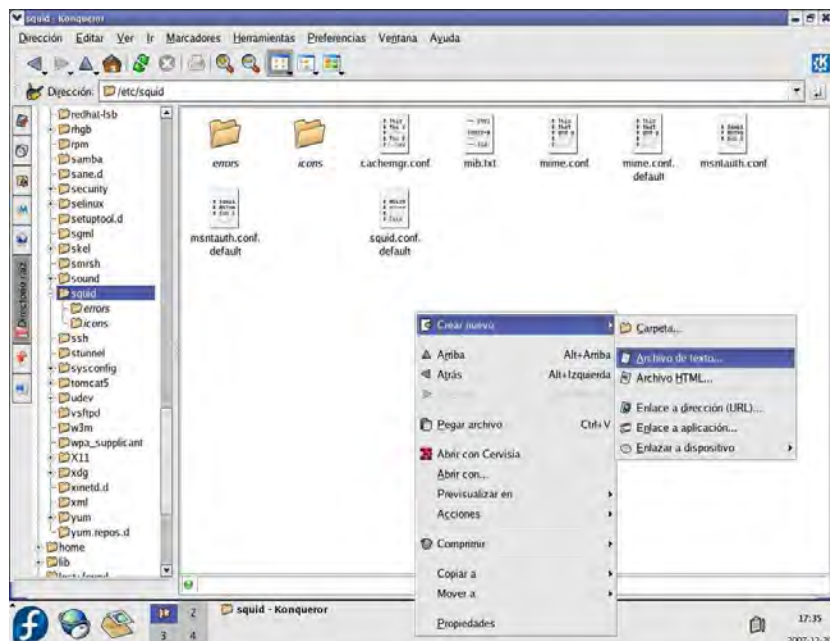 squid - Konqueror
Dirección Editar Ver Ir Marcadores Herramientas Preferencias Ventana Ayuda
Dirección: /etc/squid
Directorio raíz
redhat-lsb
rhgb
rpm
samba
sane.d
security
selinux
setuptool.d
sgml
skel
smrsh
sound
squid
errors
icons
ssh
stunnel
sysconfig
tomcat5
udev
vsftpd
w3m
wpa_supplicant
X11
xdg
xinetd.d
xml
yum
yum.repos.d
home
lib
errors
icons
cachemgr.conf
mib.txt
mime.conf
mime.conf.
default
msntauth.conf
msntauth.conf.
default
squid.conf.
default
Crear nuevo
Arriba Alt+Arriba
Atrás Alt+Izquierda
Pegar archivo Ctrl+V
Abrir con Cervisia
Abrir con...
Previsualizar en
Acciones
Comprimir
Copiar a
Mover a
Propiedades
Carpeta...
Archivo de texto...
Archivo HTML...
Enlace a dirección (URL)...
Enlace a aplicación...
Enlazar a dispositivo
2
3 4
squid - Konqueror
17:35